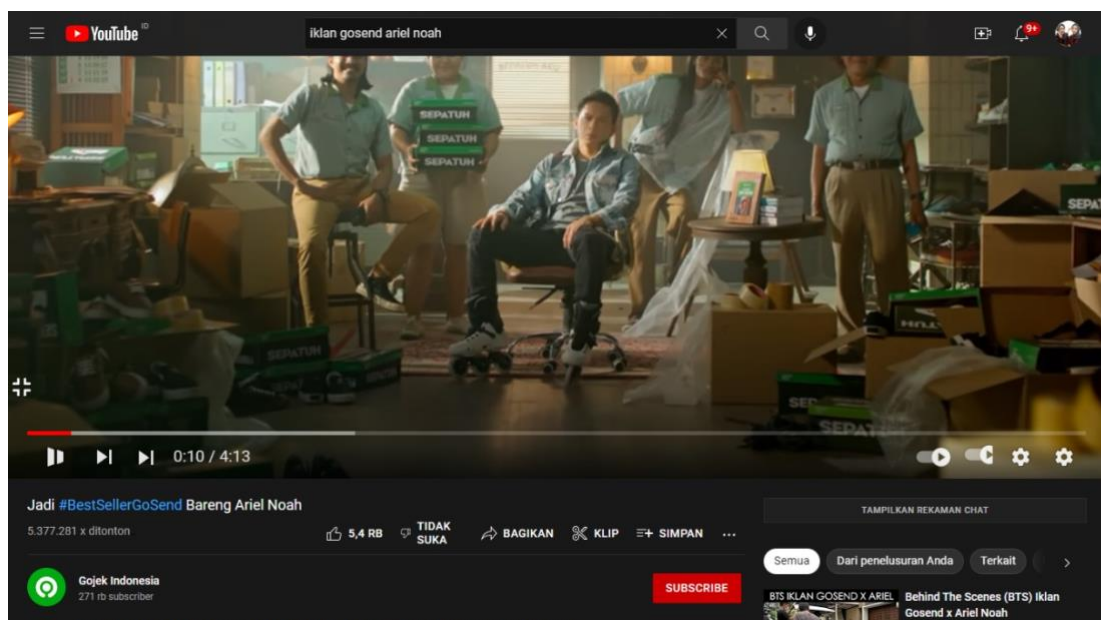 YouTube ID
iklan gosend ariel noah
9+
SEPATUH
SEPATUH
SEPATUH
SEPATUH
0:10 / 4:13
Jadi #BestSellerGoSend Bareng Ariel Noah
5.377.281 x ditonton
5,4 RB
TIDAK
SUKA
BAGIKAN
KLIP
SIMPAN
TAMPILKAN REKAMAN CHAT
Semua
Dari penelusuran Anda
Terkait
Gojek Indonesia
271 rb subscriber
SUBSCRIBE
BTS IKLAN GOSEND X ARIEL
Behind The Scenes (BTS) Iklan
Gosend x Ariel Noah